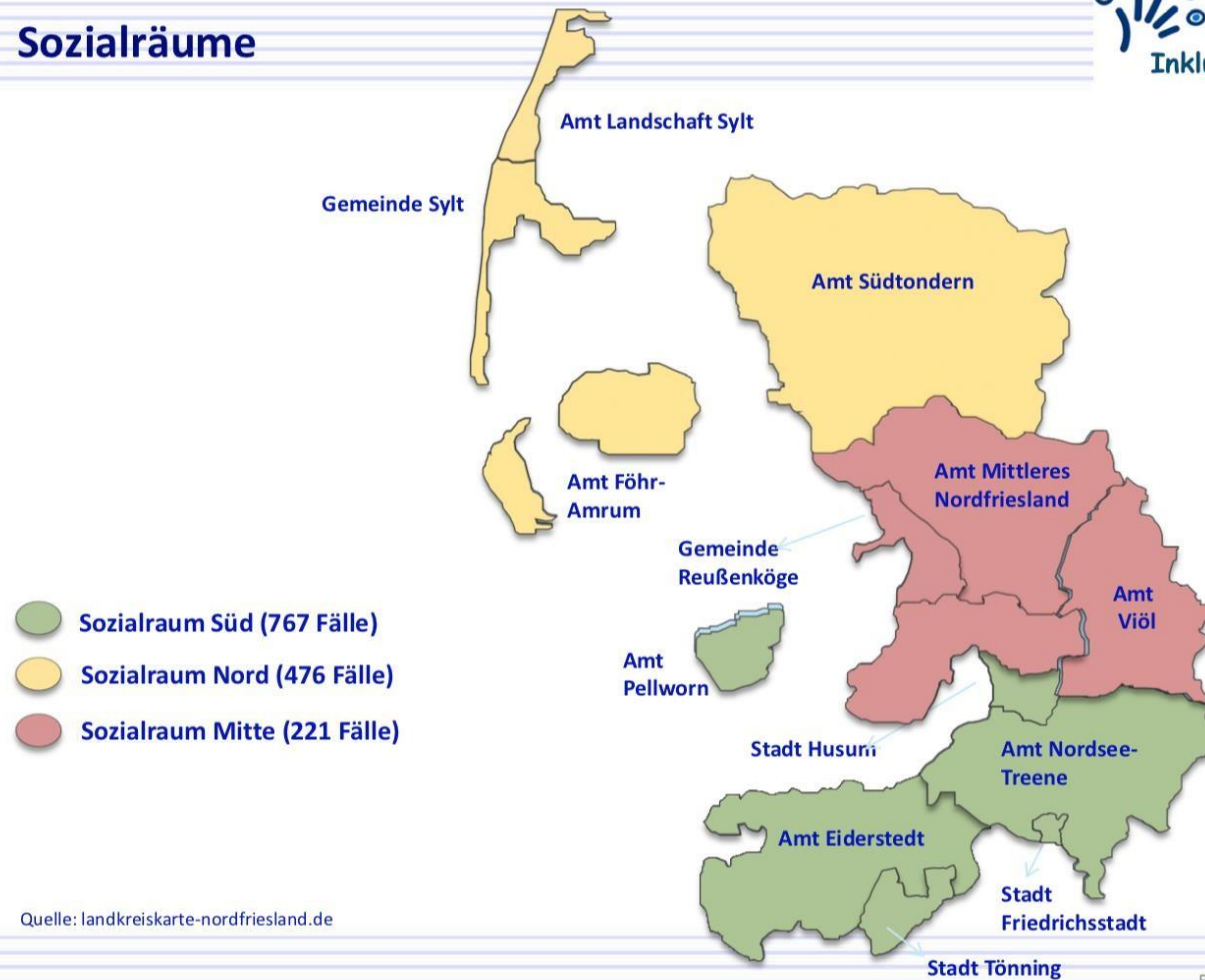 Sozialräume
Amt Landschaft Sylt
Gemeinde Sylt
Amt Südtondern
Amt Föhr-
Amrum
Amt Mittleres
Nordfriesland
Gemeinde
Reußenköge
Amt
Viöl
Sozialraum Süd (767 Fälle)
Sozialraum Nord (476 Fälle)
Sozialraum Mitte (221 Fälle)
Amt
Pellworn
Stadt Husum
Amt Nordsee-
Treene
Amt Eiderstedt
Stadt
Friedrichsstadt
Stadt Tönning
Quelle: landkreiskarte-nordfriesland.de